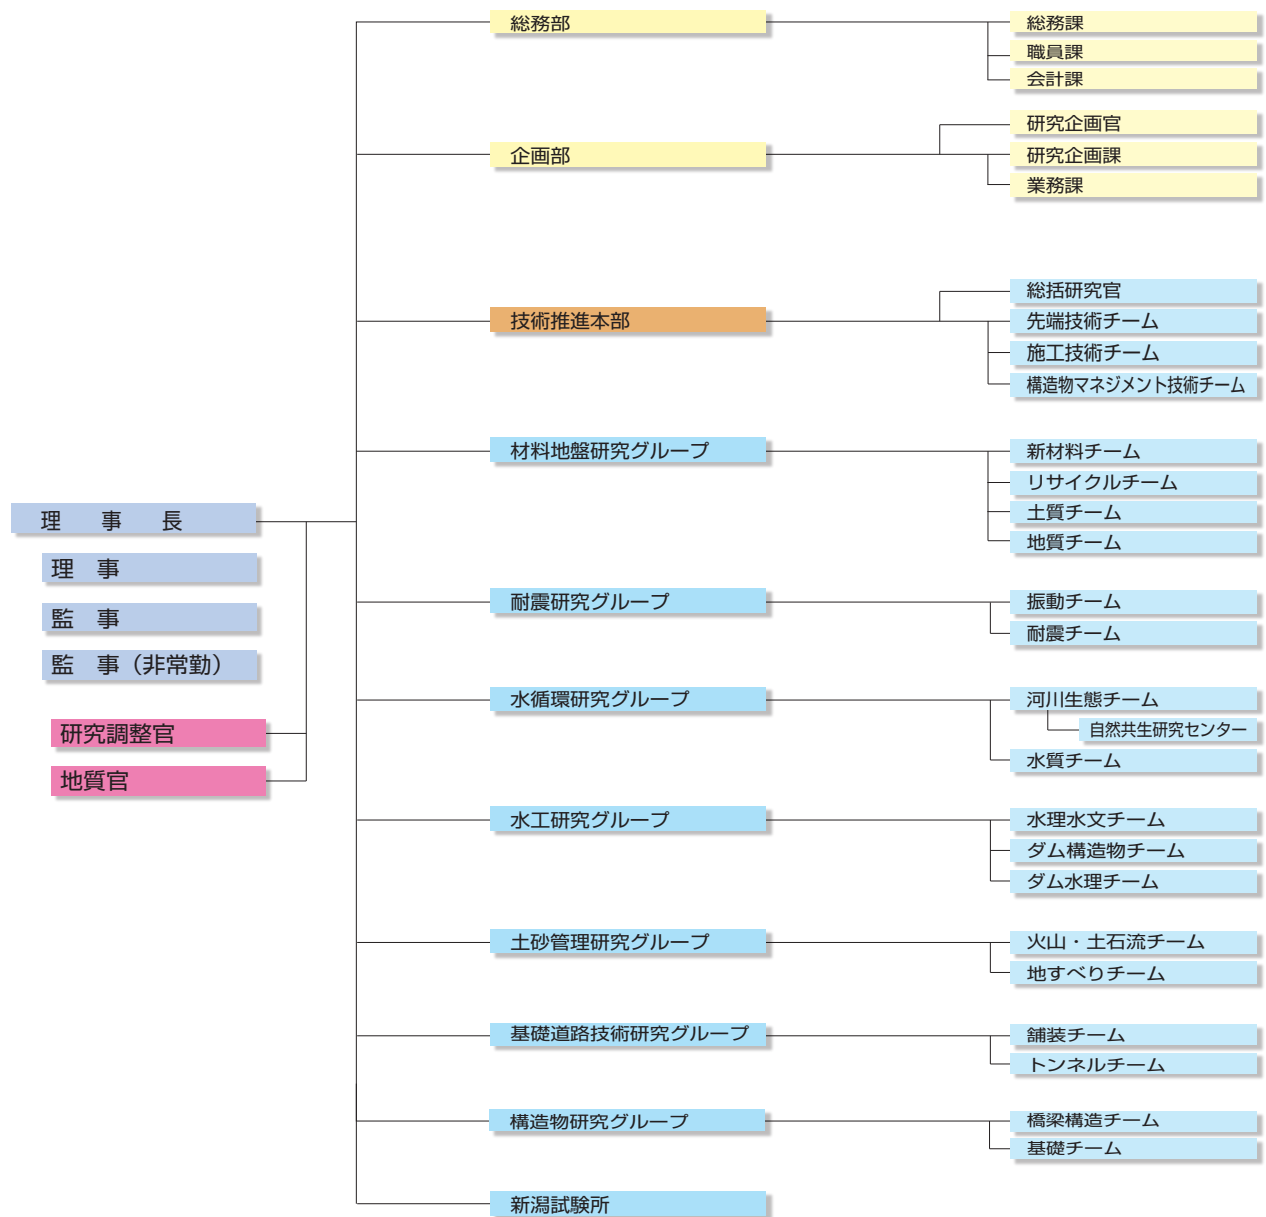 理　事　長
理　事
監　事
監　事（非常勤）
研究調整官
地質官
総務部
総務課
職員課
会計課
企画部
研究企画官
研究企画課
業務課
技術推進本部
総括研究官
先端技術チーム
施工技術チーム
構造物マネジメント技術チーム
材料地盤研究グループ
新材料チーム
リサイクルチーム
土質チーム
地質チーム
耐震研究グループ
振動チーム
耐震チーム
水循環研究グループ
河川生態チーム
自然共生研究センター
水質チーム
水工研究グループ
水理水文チーム
ダム構造物チーム
ダム水理チーム
土砂管理研究グループ
火山・土石流チーム
地すべりチーム
基礎道路技術研究グループ
舗装チーム
トンネルチーム
構造物研究グループ
橋梁構造チーム
基礎チーム
新潟試験所